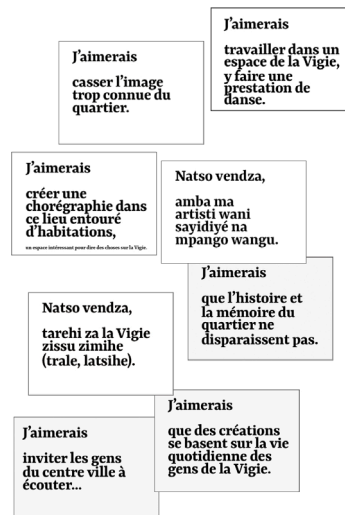 J'aimerais
travailler dans un
espace de la Vigie,
y faire une
prestation de
danse.
J'aimerais
casser l'image
trop connue du
quartier.
J'aimerais
créer une
chorégraphie dans
ce lieu entouré
d'habitations,
un espace intéressant pour dire des choses sur la Vigie.
Natso vendza,
amba ma
artisti wani
sayidiyé na
mpango wangu.
J'aimerais
que l'histoire et
la mémoire du
quartier ne
disparaissent pas.
Natso vendza,
tarehi za la Vigie
zissu zimihe
(trale, latsihe).
J'aimerais
que des créations
se basent sur la vie
quotidienne des
gens de la Vigie.
J'aimerais
inviter les gens
du centre ville à
écouter...